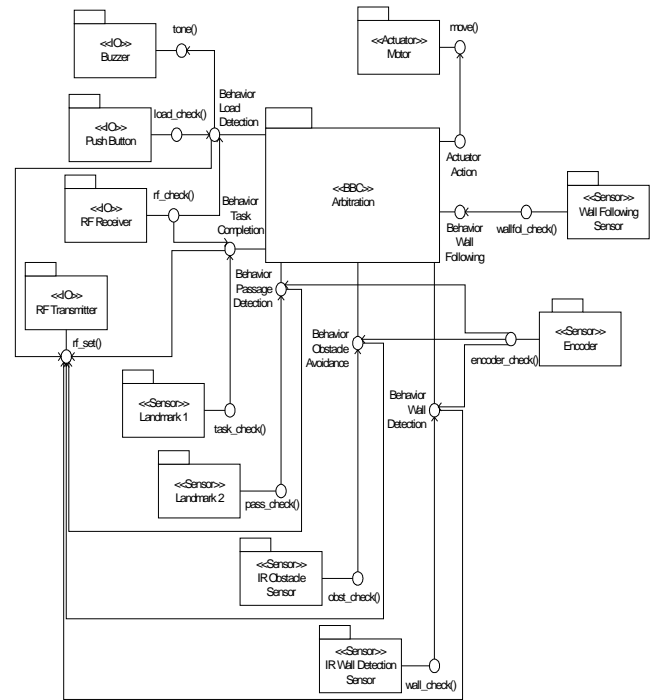 <<IO>>
Buzzer
tone()
<<Actuator>>
Motor
move()
Behavior
Load
Detection
<<IO>>
Push Button
load_check()
<<BBC>>
Arbitration
Actuator
Action
<<IO>>
RF Receiver
rf_check()
Behavior
Task
Completion
Behavior
Wall
Following
wallfol_check()
<<Sensor>>
Wall Following
Sensor
<<IO>>
RF Transmitter
rf_set()
Behavior
Passage
Detection
Behavior
Obstacle
Avoidance
<<Sensor>>
Encoder
encoder_check()
<<Sensor>>
Landmark 1
task_check()
Behavior
Wall
Detection
<<Sensor>>
Landmark 2
pass_check()
<<Sensor>>
IR Obstacle
Sensor
obst_check()
<<Sensor>>
IR Wall Detection
Sensor
wall_check()